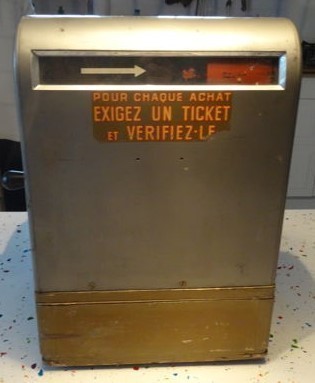 POUR CHAQUE ACHAT
EXIGEZ UN TICKET
ET VERIFIEZ-LE